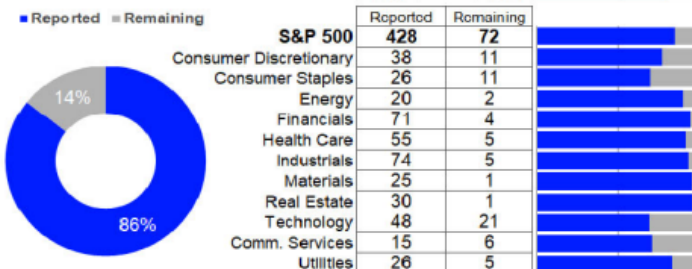 Reported Remaining
Reported Remaining
S&P 500 428 72
Consumer Discretionary 38 11
Consumer Staples 26 11
Energy 20 2
Financials 71 4
Health Care 55 5
Industrials 74 5
Materials 25 1
Real Estate 30 1
Technology 48 21
Comm. Services 15 6
Utilities 26 5
14%
86%